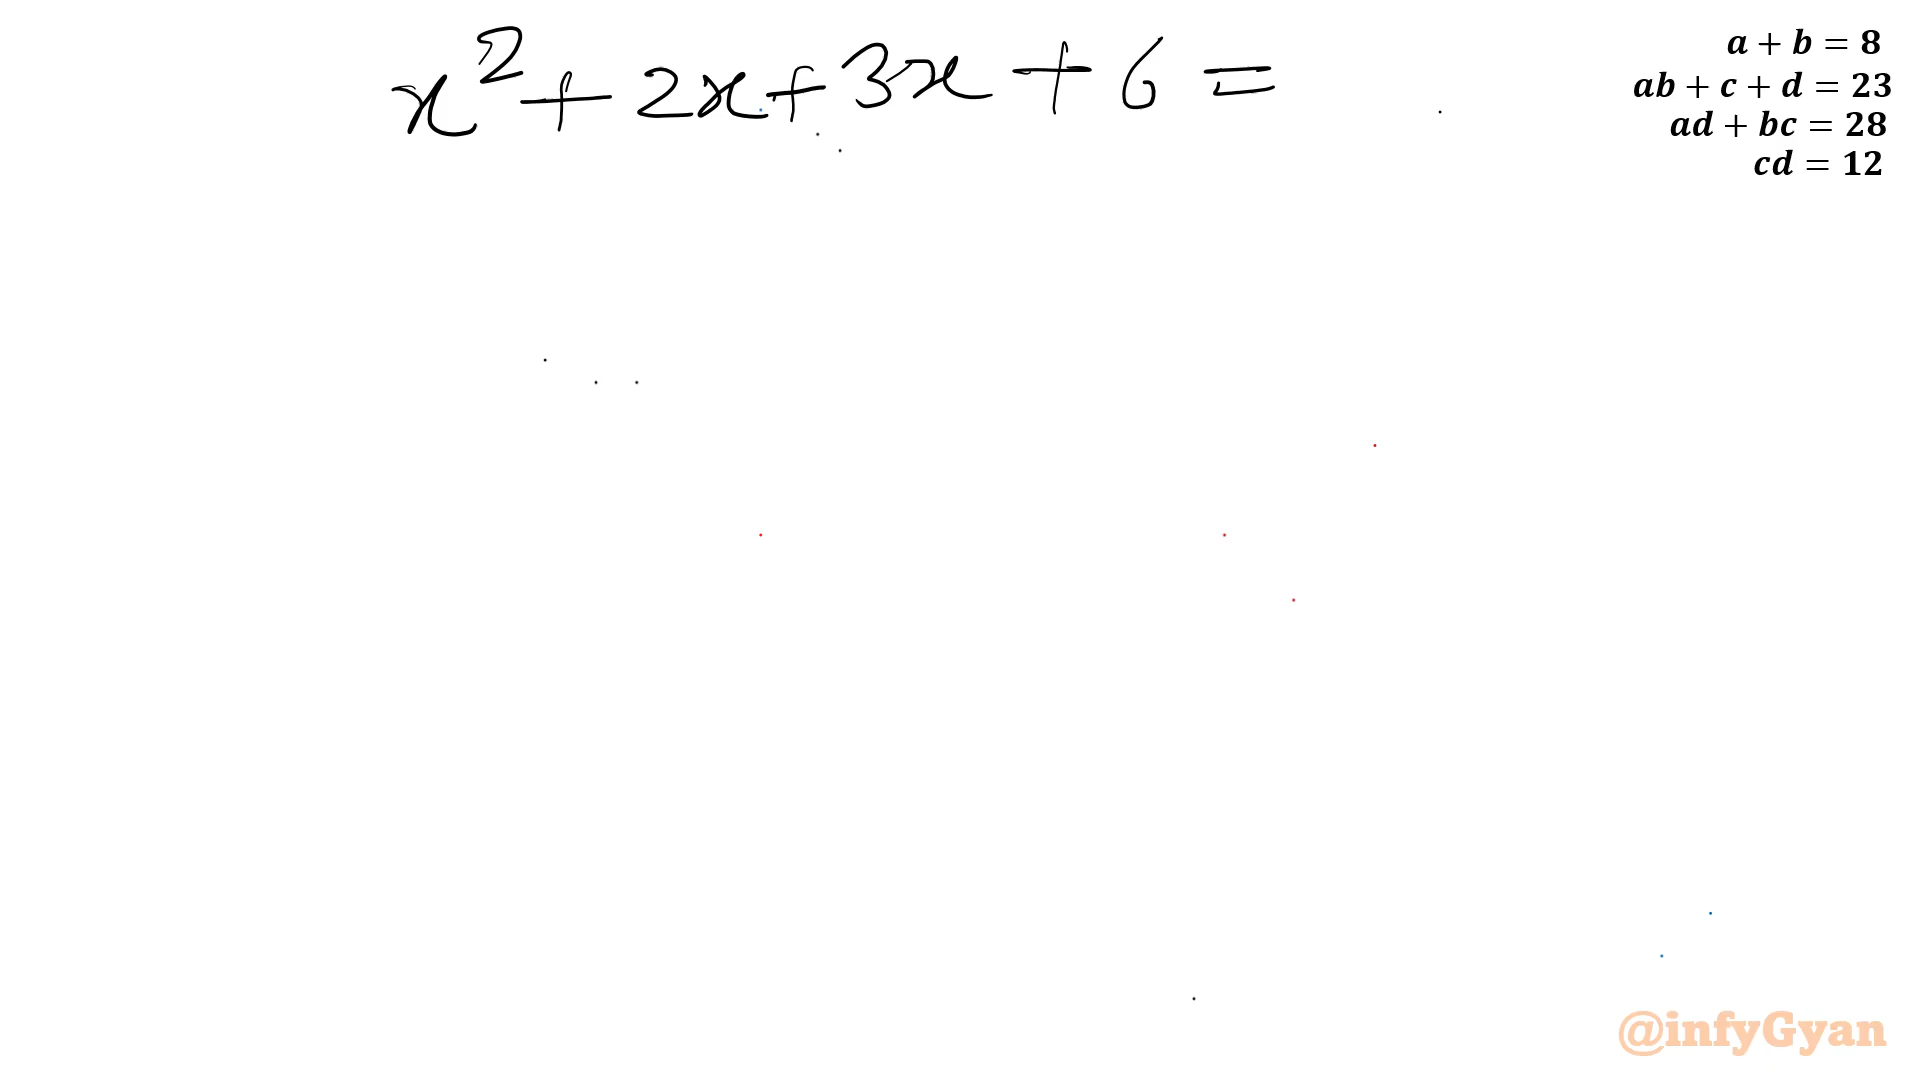 x² + 2x + 3x + 6 =
a + b = 8
ab + c + d = 23
ad + bc = 28
cd = 12
@infyGyan